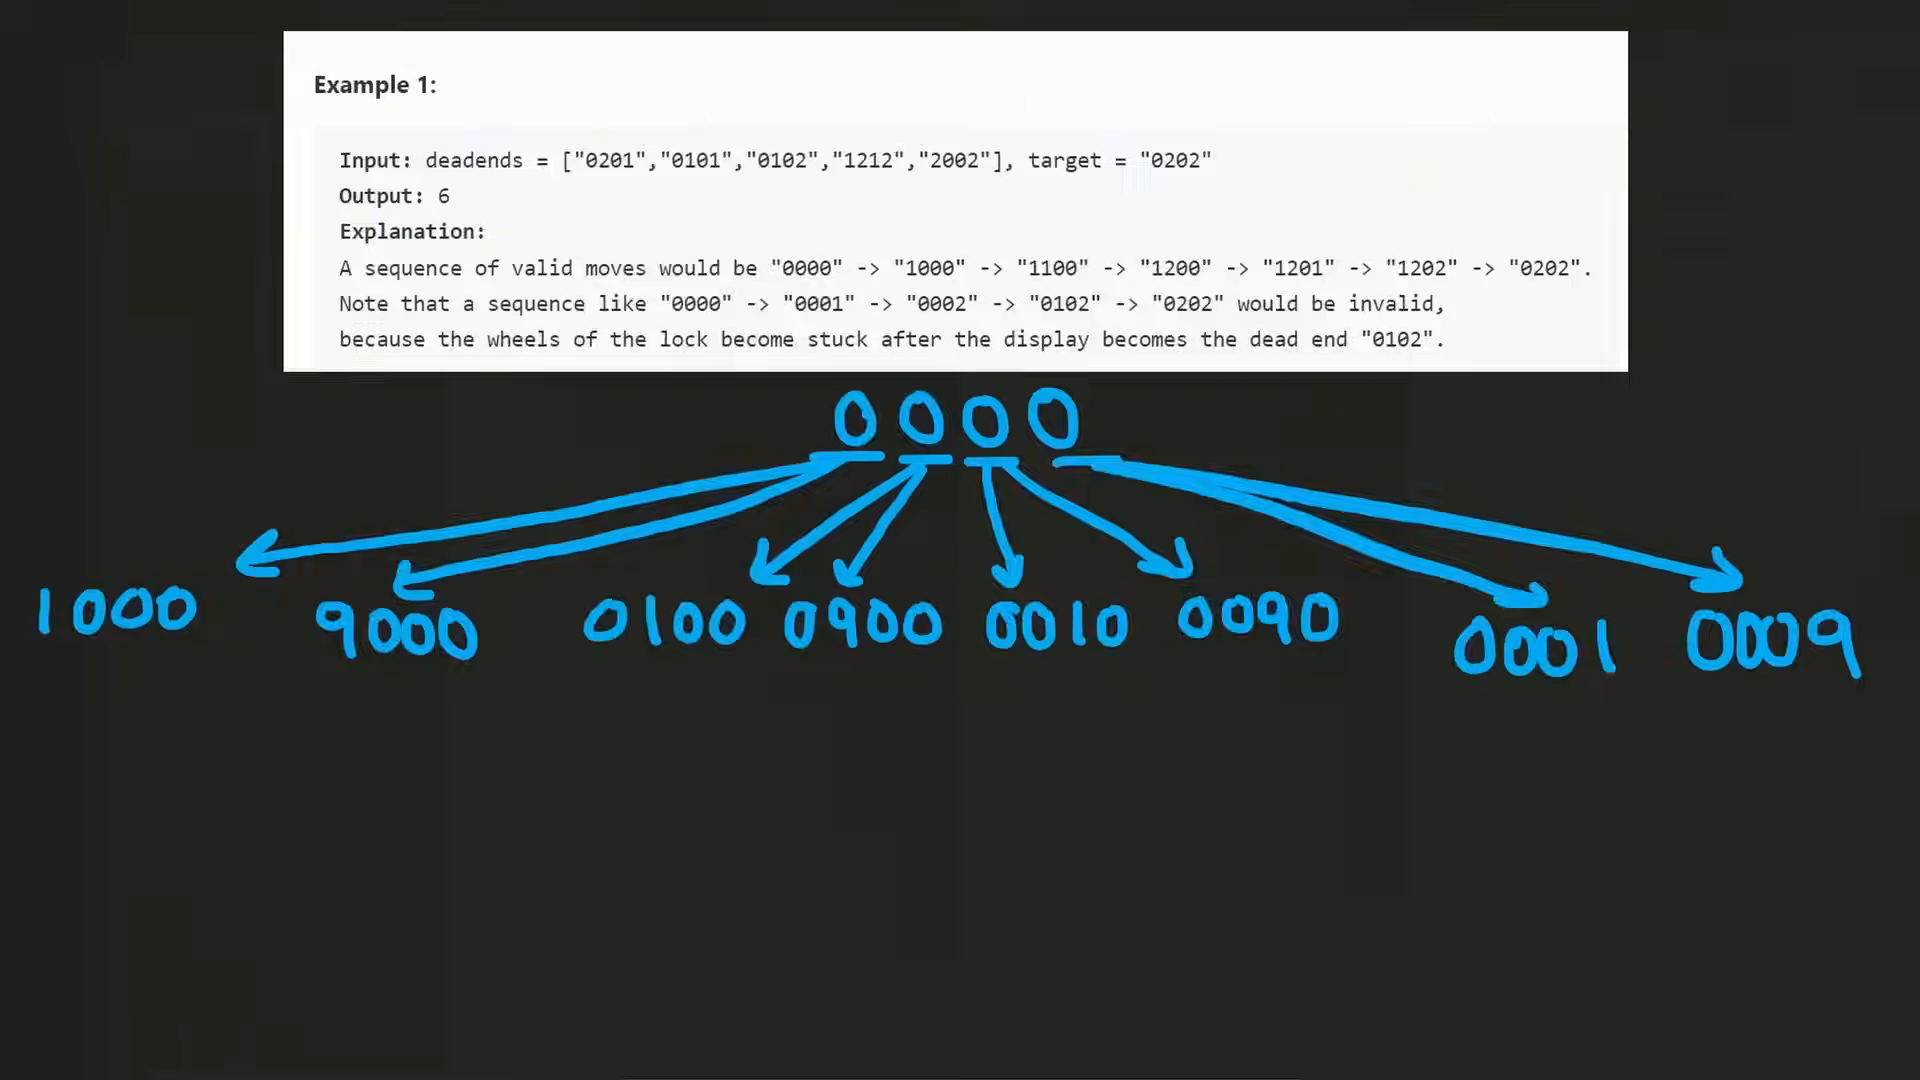 Example 1:
Input: deadends = ["0201","0101","0102","1212","2002"], target = "0202"
Output: 6
Explanation:
A sequence of valid moves would be "0000" -> "1000" -> "1100" -> "1200" -> "1201" -> "1202" -> "0202".
Note that a sequence like "0000" -> "0001" -> "0002" -> "0102" -> "0202" would be invalid,
because the wheels of the lock become stuck after the display becomes the dead end "0102".
0000
1000 9000 0100 0900 0010 0090 0001 0009